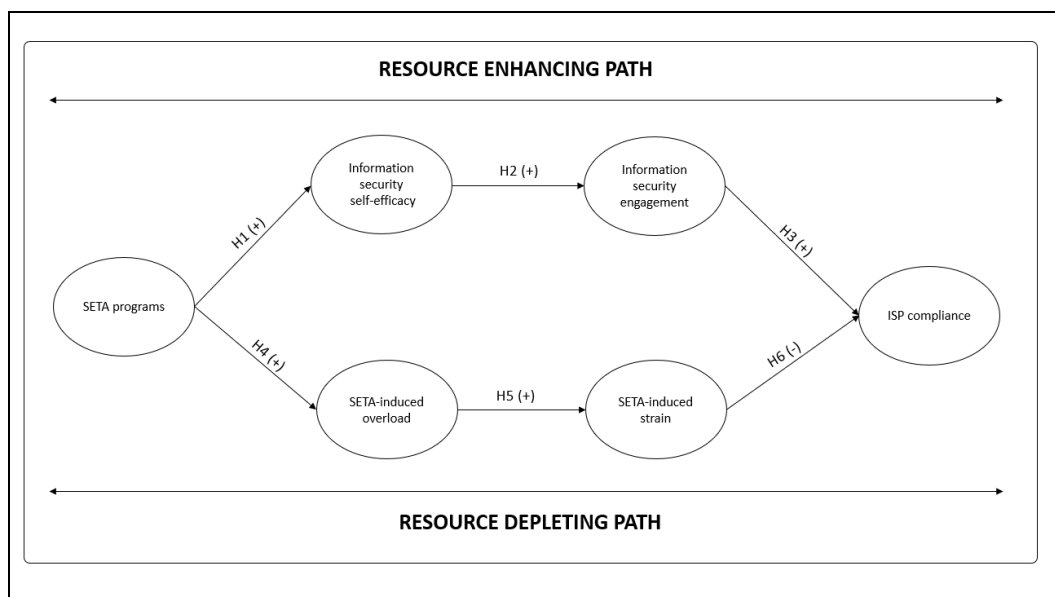 RESOURCE ENHANCING PATH
Information
security
self-efficacy
H2 (+)
Information
security
engagement
H1 (+)
H3 (+)
SETA programs
ISP compliance
H4 (+)
H6 (-)
SETA-induced
overload
H5 (+)
SETA-induced
strain
RESOURCE DEPLETING PATH